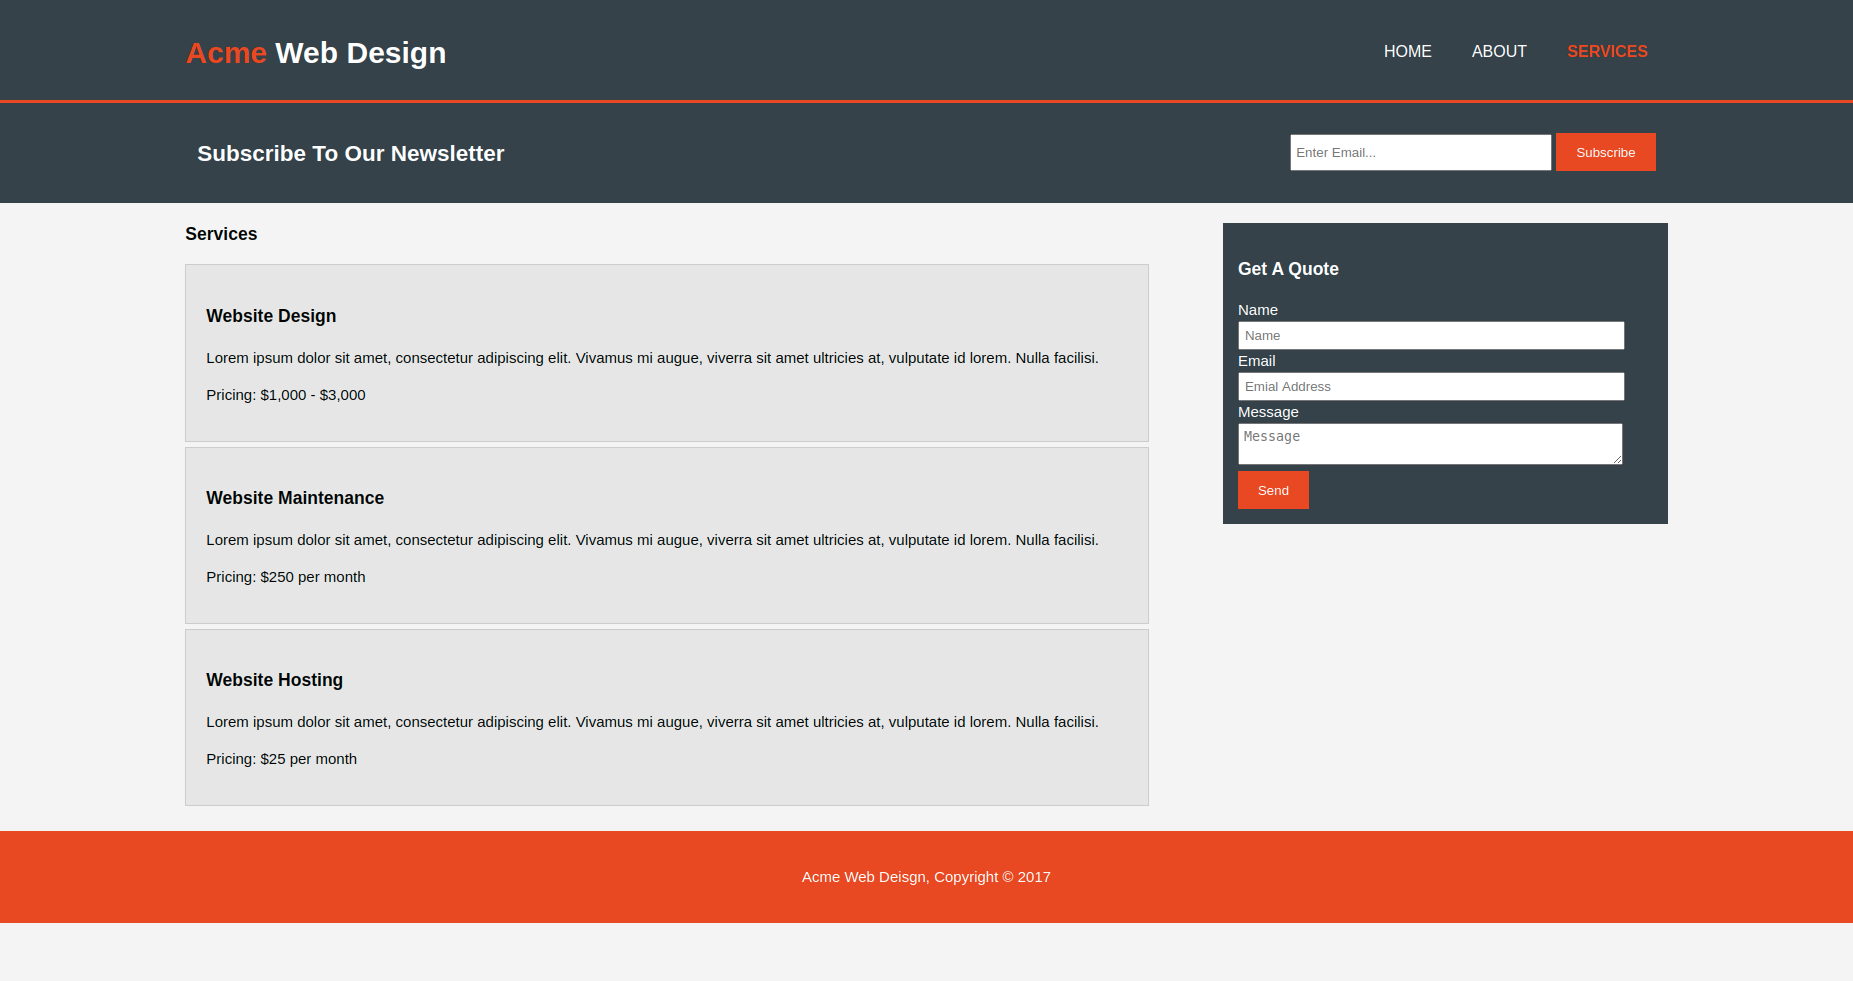 Acme Web Design
HOME ABOUT SERVICES
Subscribe To Our Newsletter
Enter Email... Subscribe
Services
Website Design
Lorem ipsum dolor sit amet, consectetur adipiscing elit. Vivamus mi augue, viverra sit amet ultricies at, vulputate id lorem. Nulla facilisi.
Pricing: $1,000 - $3,000
Website Maintenance
Lorem ipsum dolor sit amet, consectetur adipiscing elit. Vivamus mi augue, viverra sit amet ultricies at, vulputate id lorem. Nulla facilisi.
Pricing: $250 per month
Website Hosting
Lorem ipsum dolor sit amet, consectetur adipiscing elit. Vivamus mi augue, viverra sit amet ultricies at, vulputate id lorem. Nulla facilisi.
Pricing: $25 per month
Get A Quote
Name
Name
Email
Emial Address
Message
Message
Send
Acme Web Deisgn, Copyright © 2017